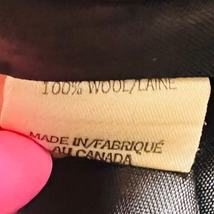 100% WOOL/LAINE
MADE IN/FABRIQUÉ
AU CANADA